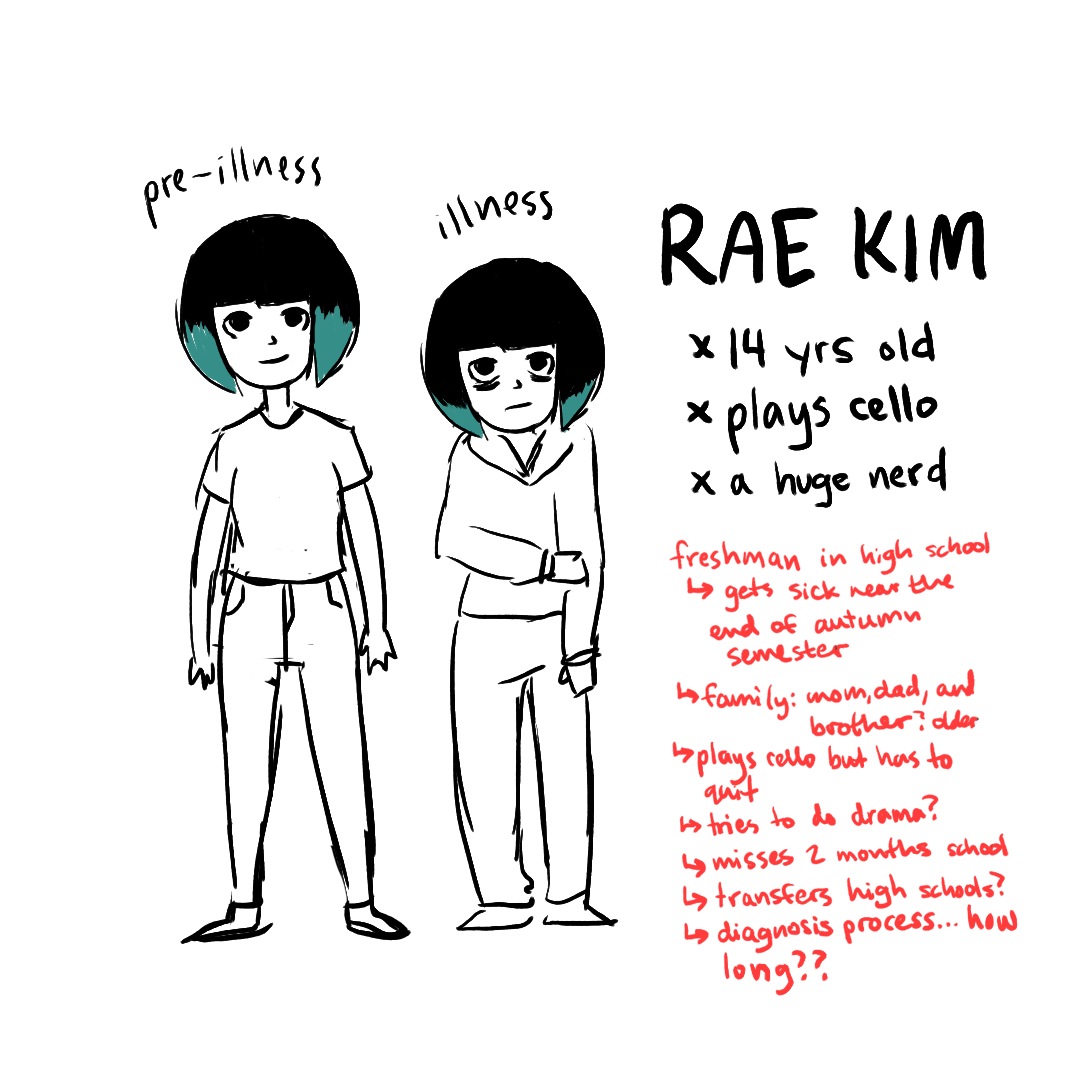 pre-illness
illness
RAE KIM
x 14 yrs old
x plays cello
x a huge nerd
freshman in high school
↳ gets sick near the
end of autumn
semester
↳ family: mom, dad, and
brother? older
↳ plays cello but has to
quit
↳ tries to do drama?
↳ misses 2 months school
↳ transfers high schools?
↳ diagnosis process... how
long??